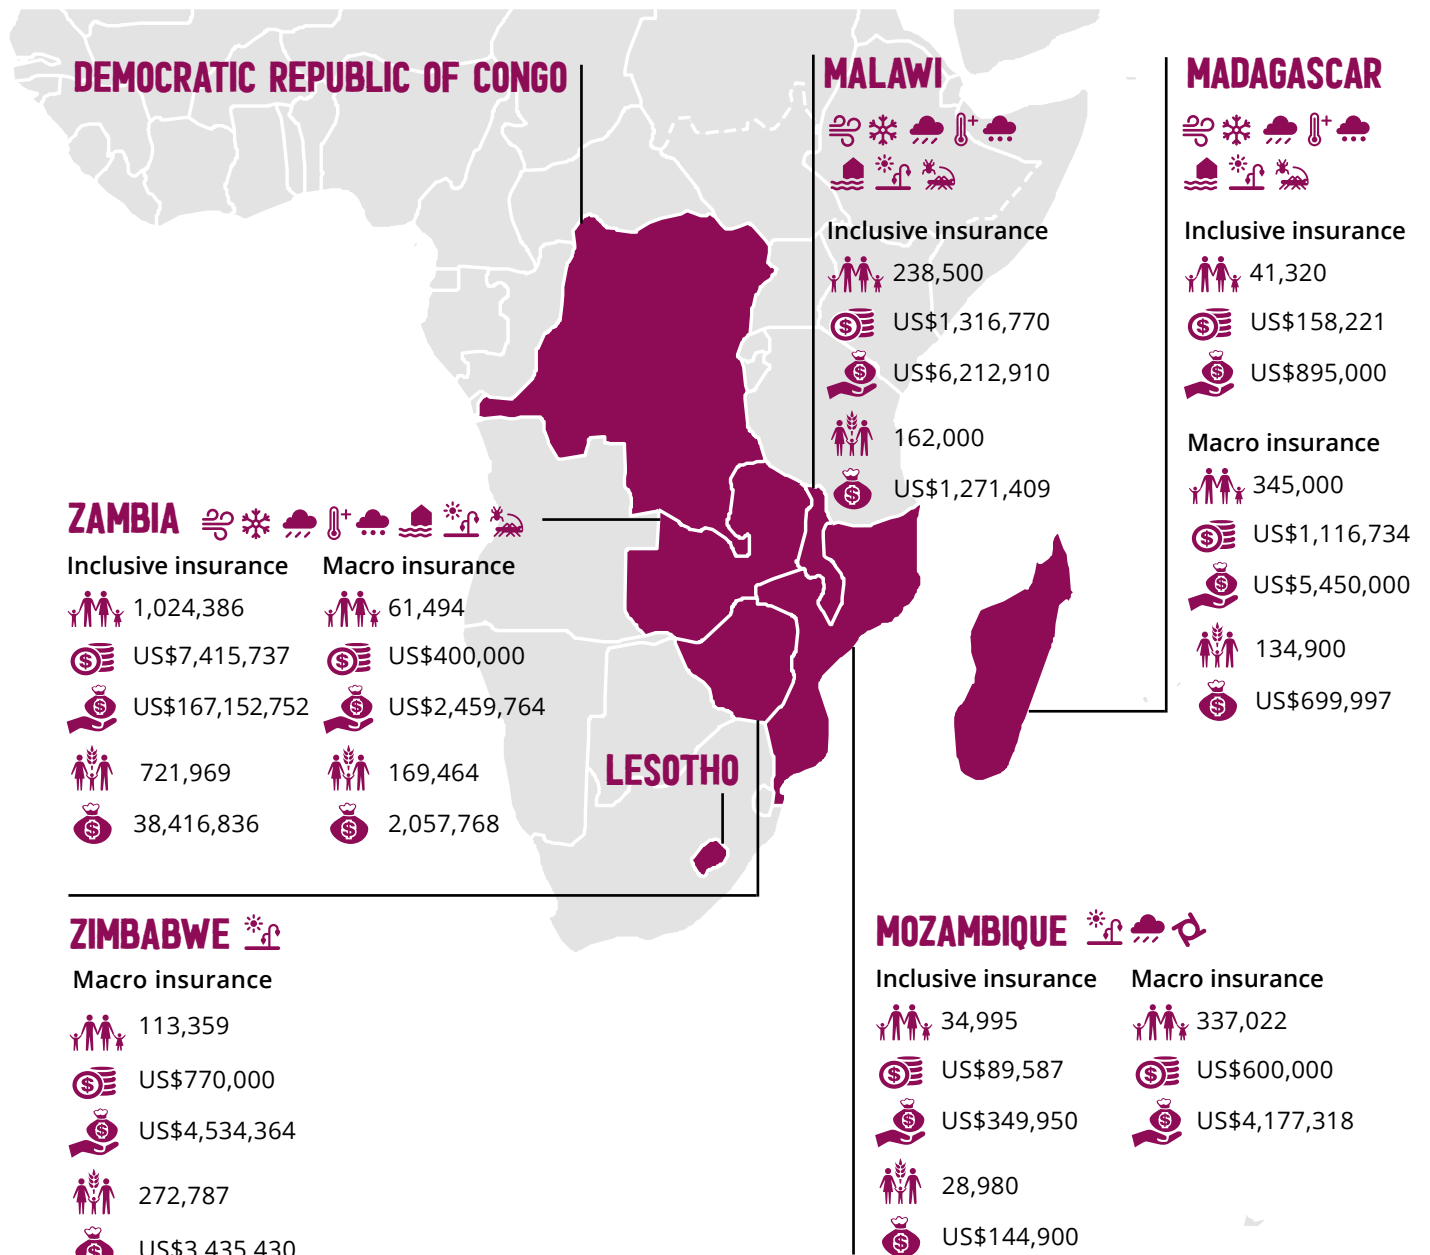 DEMOCRATIC REPUBLIC OF CONGO
MALAWI
Inclusive insurance
238,500
US$1,316,770
US$6,212,910
162,000
US$1,271,409
MADAGASCAR
Inclusive insurance
41,320
US$158,221
US$895,000
Macro insurance
345,000
US$1,116,734
US$5,450,000
134,900
US$699,997
ZAMBIA
Inclusive insurance
1,024,386
US$7,415,737
US$167,152,752
721,969
38,416,836
Macro insurance
61,494
US$400,000
US$2,459,764
169,464
2,057,768
LESOTHO
ZIMBABWE
Macro insurance
113,359
US$770,000
US$4,534,364
272,787
US$3,435,430
MOZAMBIQUE
Inclusive insurance
34,995
US$89,587
US$349,950
28,980
US$144,900
Macro insurance
337,022
US$600,000
US$4,177,318